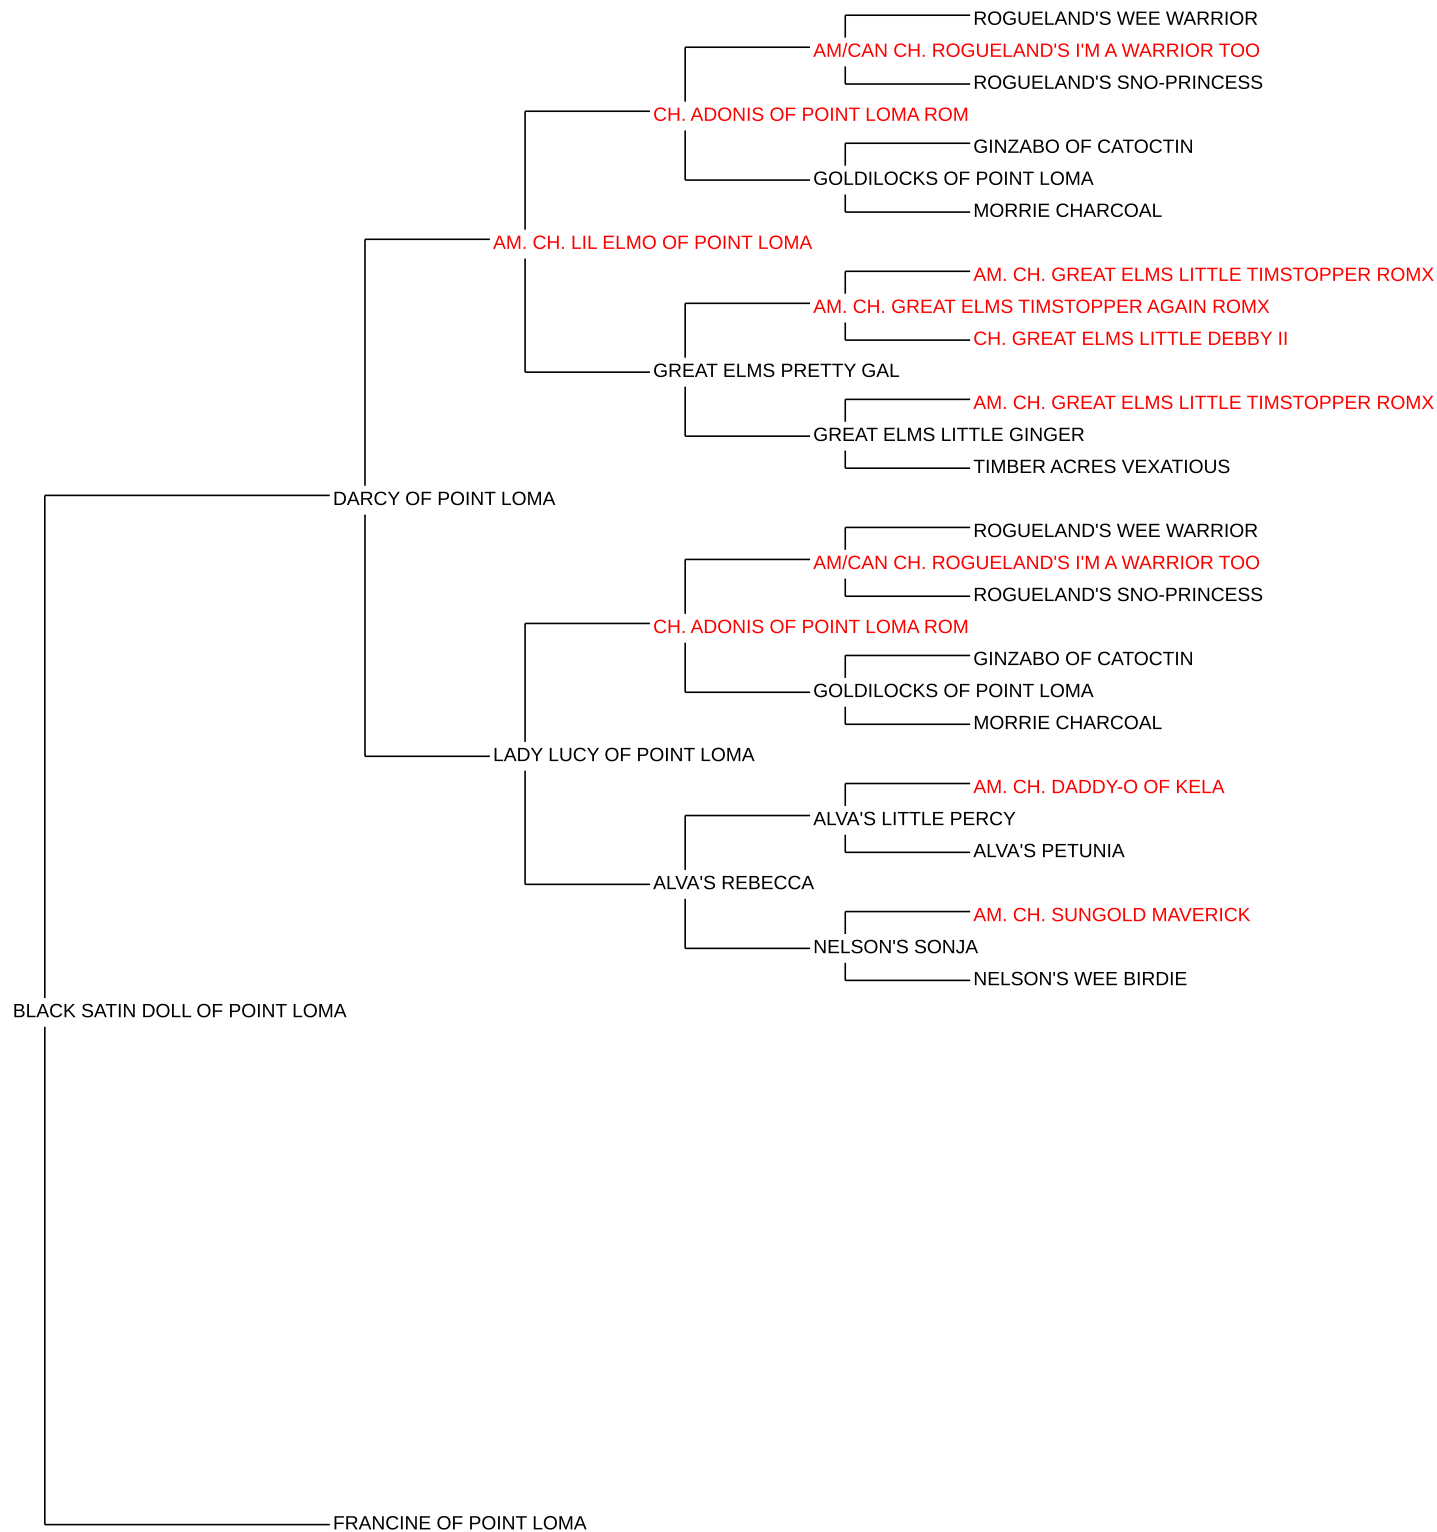 ROGUELAND'S WEE WARRIOR
AM/CAN CH. ROGUELAND'S I'M A WARRIOR TOO
ROGUELAND'S SNO-PRINCESS
CH. ADONIS OF POINT LOMA ROM
GINZABO OF CATOCTIN
GOLDILOCKS OF POINT LOMA
MORRIE CHARCOAL
AM. CH. LIL ELMO OF POINT LOMA
AM. CH. GREAT ELMS LITTLE TIMSTOPPER ROMX
AM. CH. GREAT ELMS TIMSTOPPER AGAIN ROMX
CH. GREAT ELMS LITTLE DEBBY II
GREAT ELMS PRETTY GAL
AM. CH. GREAT ELMS LITTLE TIMSTOPPER ROMX
GREAT ELMS LITTLE GINGER
TIMBER ACRES VEXATIOUS
DARCY OF POINT LOMA
ROGUELAND'S WEE WARRIOR
AM/CAN CH. ROGUELAND'S I'M A WARRIOR TOO
ROGUELAND'S SNO-PRINCESS
CH. ADONIS OF POINT LOMA ROM
GINZABO OF CATOCTIN
GOLDILOCKS OF POINT LOMA
MORRIE CHARCOAL
LADY LUCY OF POINT LOMA
AM. CH. DADDY-O OF KELA
ALVA'S LITTLE PERCY
ALVA'S PETUNIA
ALVA'S REBECCA
AM. CH. SUNGOLD MAVERICK
NELSON'S SONJA
NELSON'S WEE BIRDIE
BLACK SATIN DOLL OF POINT LOMA
FRANCINE OF POINT LOMA